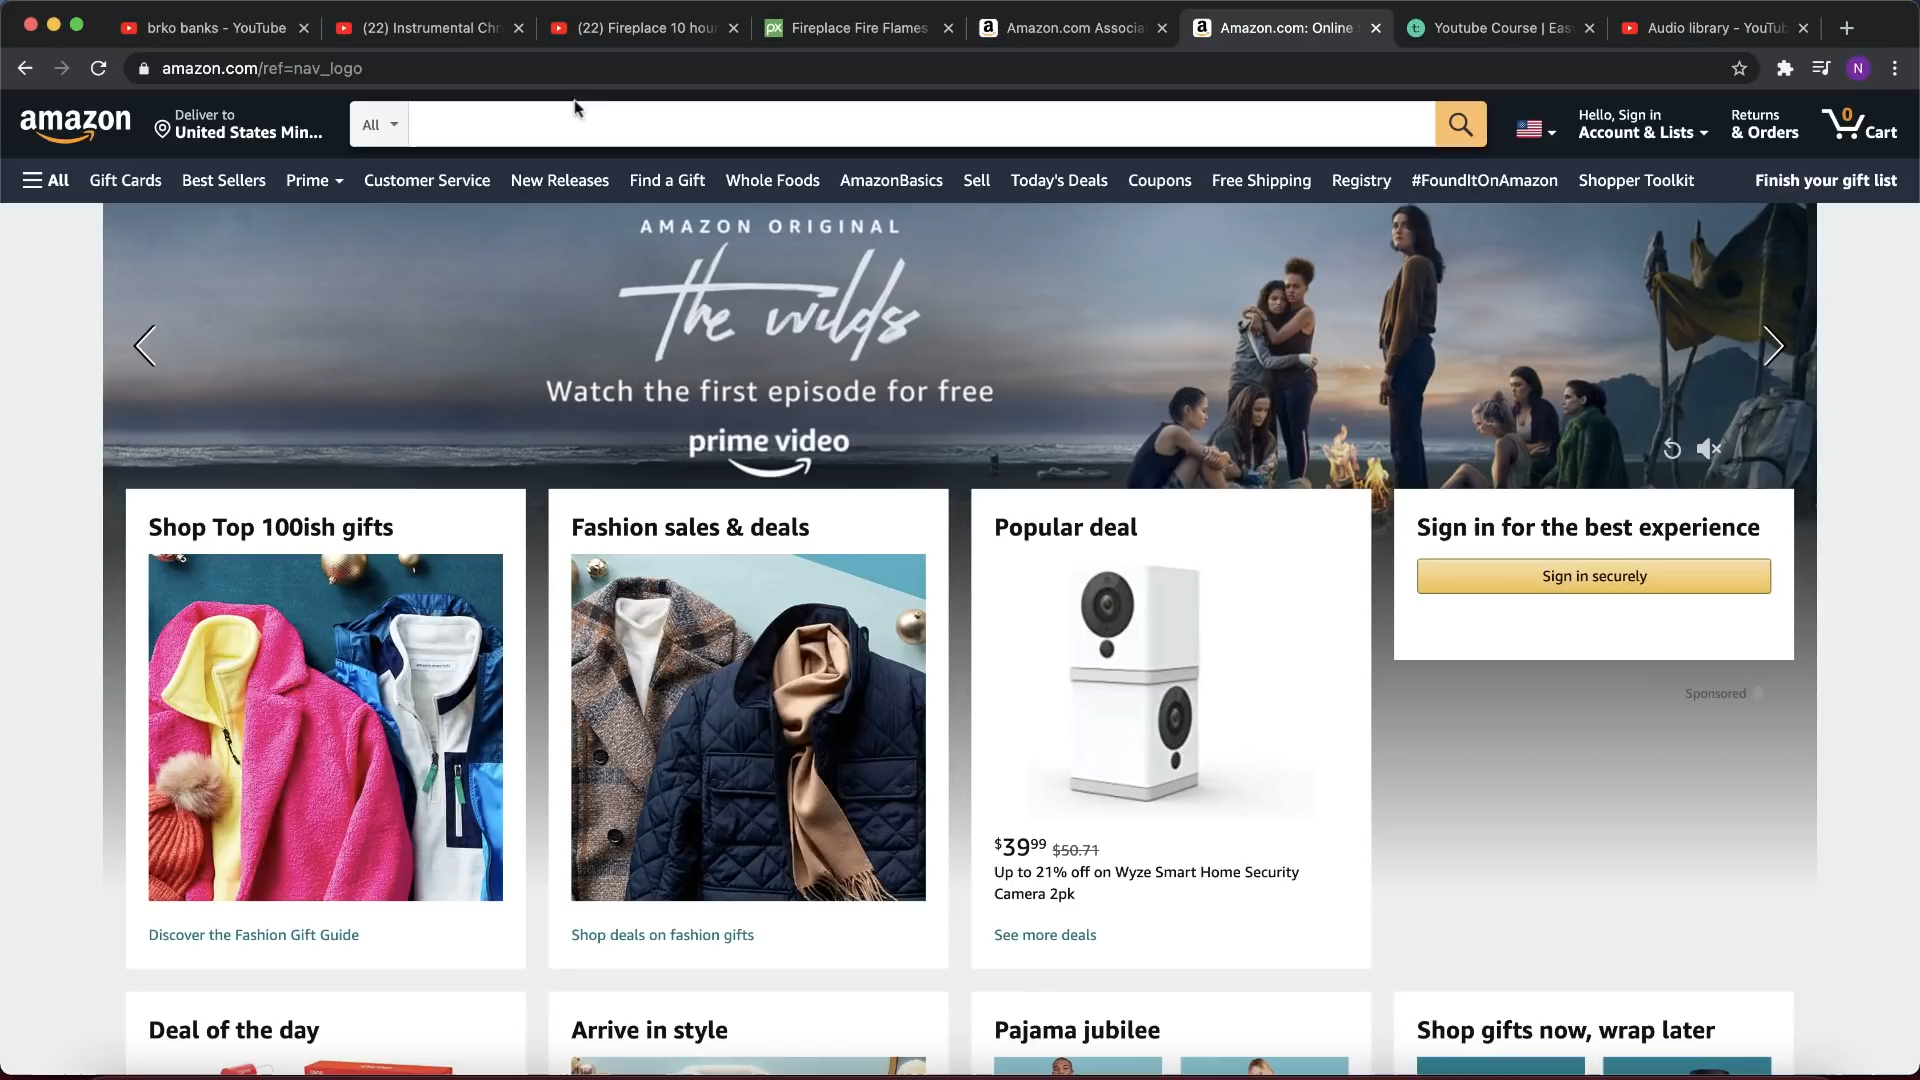 brko banks - YouTube
(22) Instrumental Chr
(22) Fireplace 10 hou
Fireplace Fire Flames
Amazon.com Associa
Amazon.com: Online
Youtube Course | Eas
Audio library - YouTub
amazon.com/ref=nav_logo
N
amazon
Deliver to
United States Min...
All
Hello, Sign in
Account & Lists
Returns
& Orders
0
Cart
All
Gift Cards
Best Sellers
Prime
Customer Service
New Releases
Find a Gift
Whole Foods
AmazonBasics
Sell
Today's Deals
Coupons
Free Shipping
Registry
#FoundItOnAmazon
Shopper Toolkit
Finish your gift list
AMAZON ORIGINAL
the wilds
Watch the first episode for free
prime video
Shop Top 100ish gifts
Discover the Fashion Gift Guide
Fashion sales & deals
Shop deals on fashion gifts
Popular deal
$39 99 $50.71
Up to 21% off on Wyze Smart Home Security
Camera 2pk
See more deals
Sign in for the best experience
Sign in securely
Sponsored
Deal of the day
Arrive in style
Pajama jubilee
Shop gifts now, wrap later